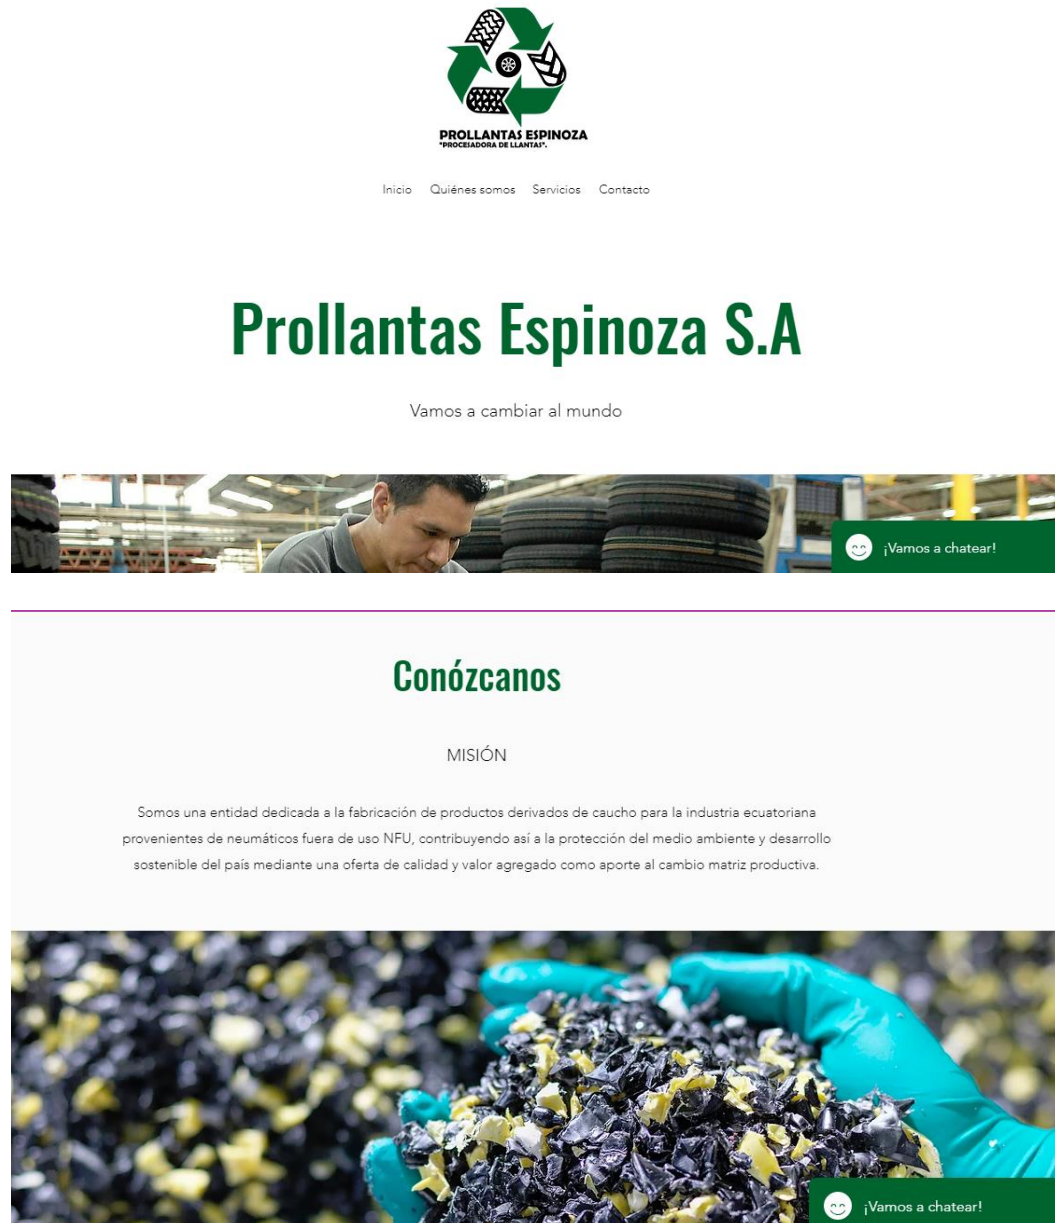 PROLLANTAS ESPINOZA
"PROCESADORA DE LLANTAS".
Inicio Quiénes somos Servicios Contacto
Prollantas Espinoza S.A
Vamos a cambiar al mundo
¡Vamos a chatear!
Conózcanos
MISIÓN
Somos una entidad dedicada a la fabricación de productos derivados de caucho para la industria ecuatoriana
provenientes de neumáticos fuera de uso NFU, contribuyendo así a la protección del medio ambiente y desarrollo
sostenible del país mediante una oferta de calidad y valor agregado como aporte al cambio matriz productiva.
¡Vamos a chatear!